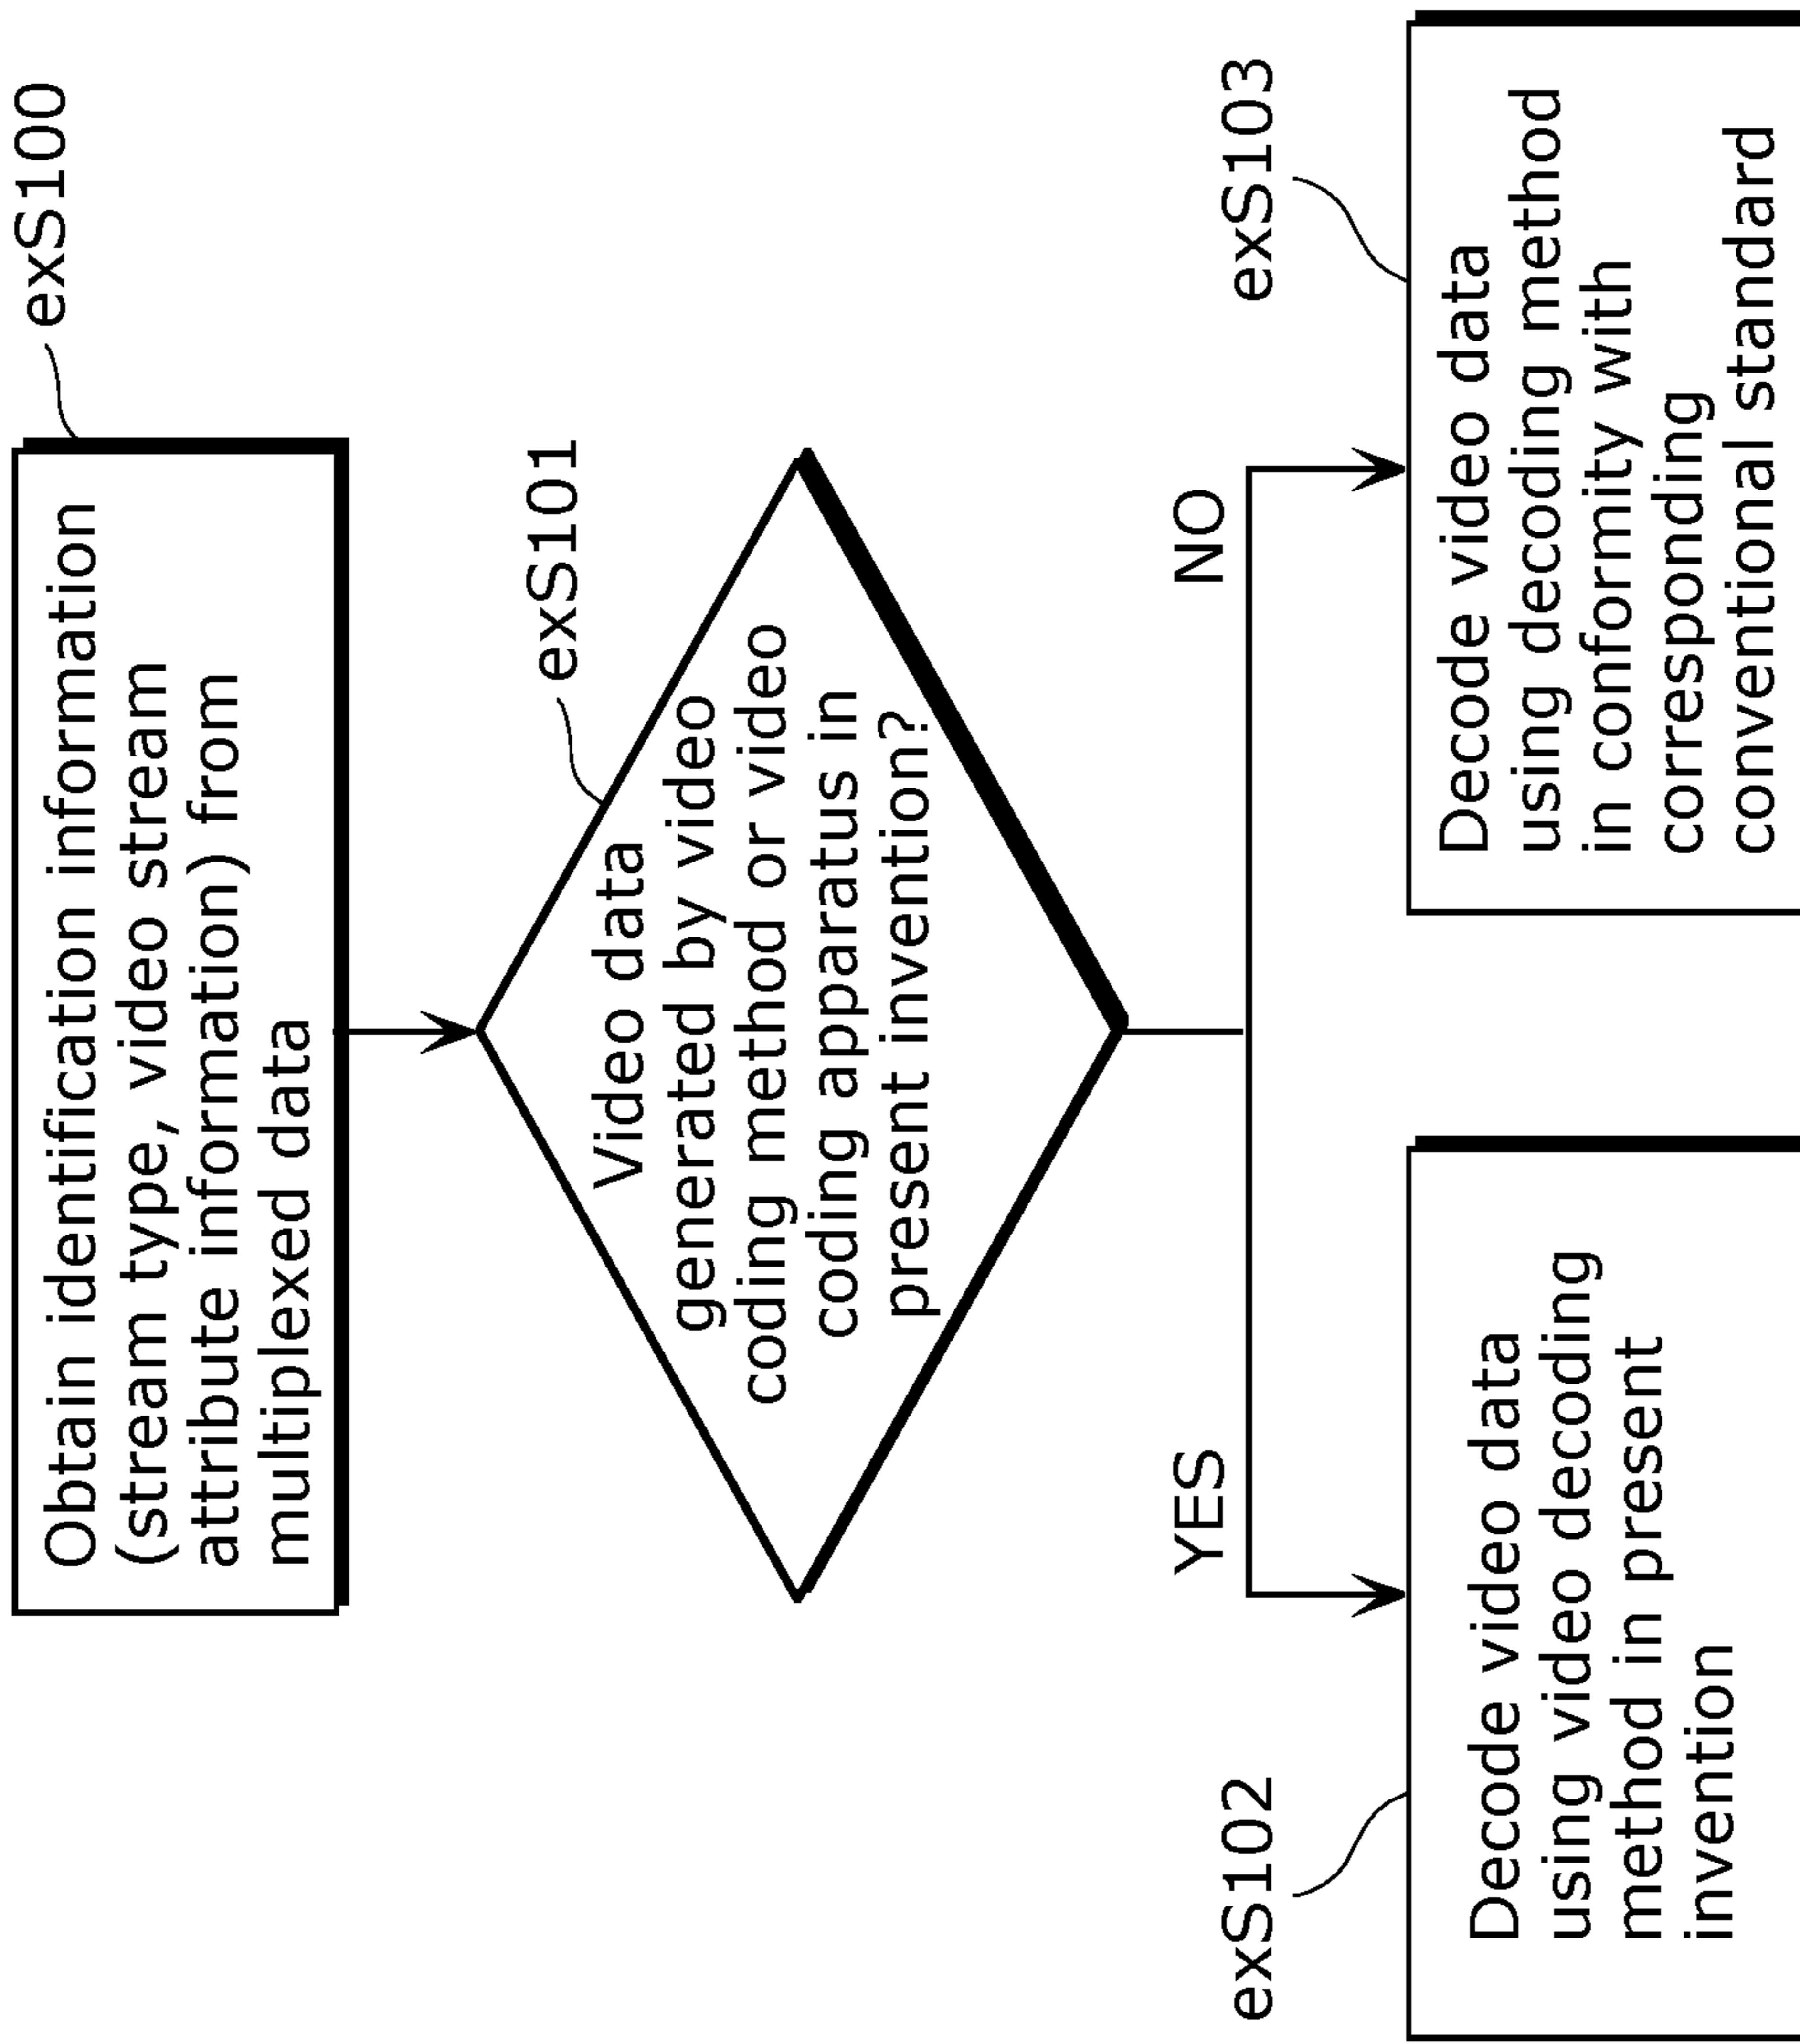 exS100
Obtain identification information
(stream type, video stream
attribute information) from
multiplexed data
exS101
Video data
generated by video
coding method or video
coding apparatus in
present invention?
YES
NO
exS102
Decode video data
using video decoding
method in present
invention
exS103
Decode video data
using decoding method
in conformity with
corresponding
conventional standard